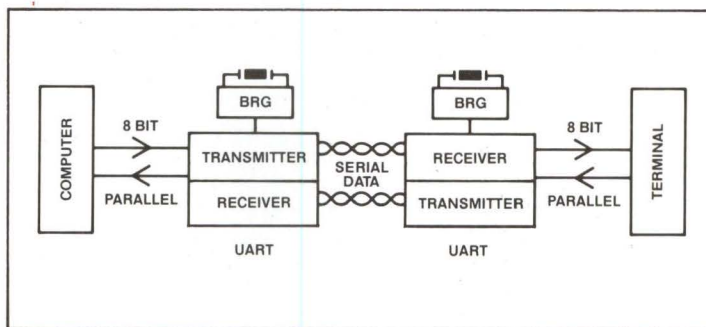 COMPUTER
8 BIT
PARALLEL
BRG
TRANSMITTER
RECEIVER
UART
SERIAL
DATA
BRG
RECEIVER
TRANSMITTER
UART
8 BIT
PARALLEL
TERMINAL